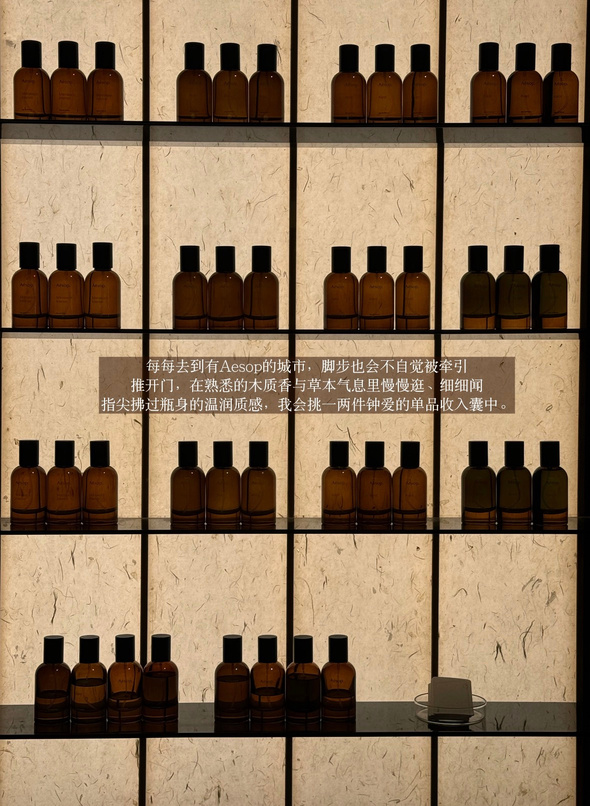 每每去到有Aesop的城市，脚步也会不自觉被牵引
推开门，在熟悉的木质香与草本气息里慢慢逛、细细闻
指尖拂过瓶身的温润质感，我会挑一两件钟爱的单品收入囊中。